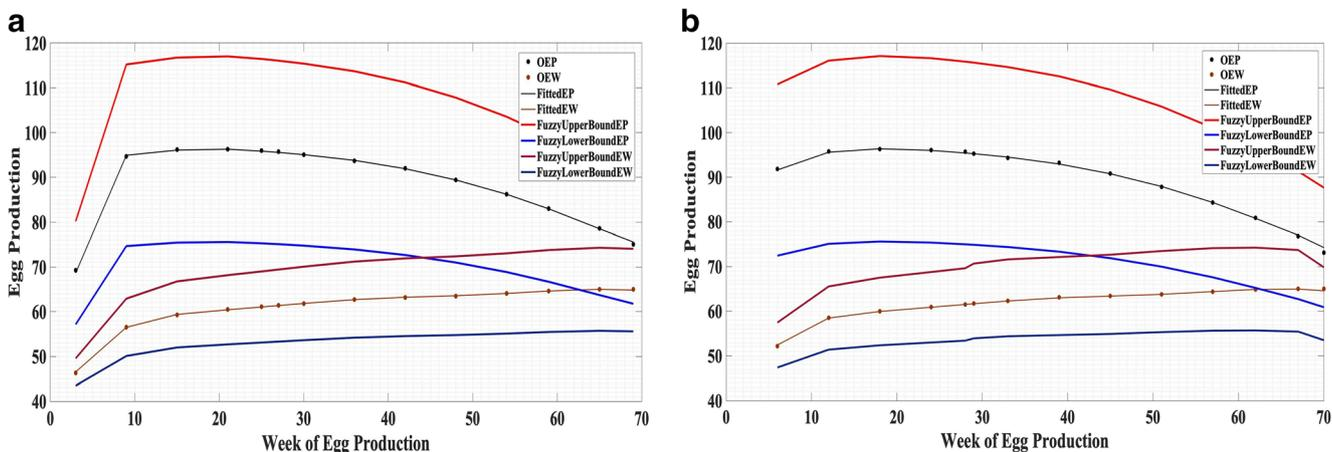 a
120
110
100
90
80
70
60
50
40
0
10
20
30
40
50
60
70
Egg Production
Week of Egg Production
OEP
OEW
FittedEP
FittedEW
FuzzyUpperBoundEP
FuzzyLowerBoundEP
FuzzyUpperBoundEW
FuzzyLowerBoundEW
b
120
110
100
90
80
70
60
50
40
0
10
20
30
40
50
60
70
Egg Production
Week of Egg Production
OEP
OEW
FittedEP
FittedEW
FuzzyUpperBoundEP
FuzzyLowerBoundEP
FuzzyUpperBoundEW
FuzzyLowerBoundEW